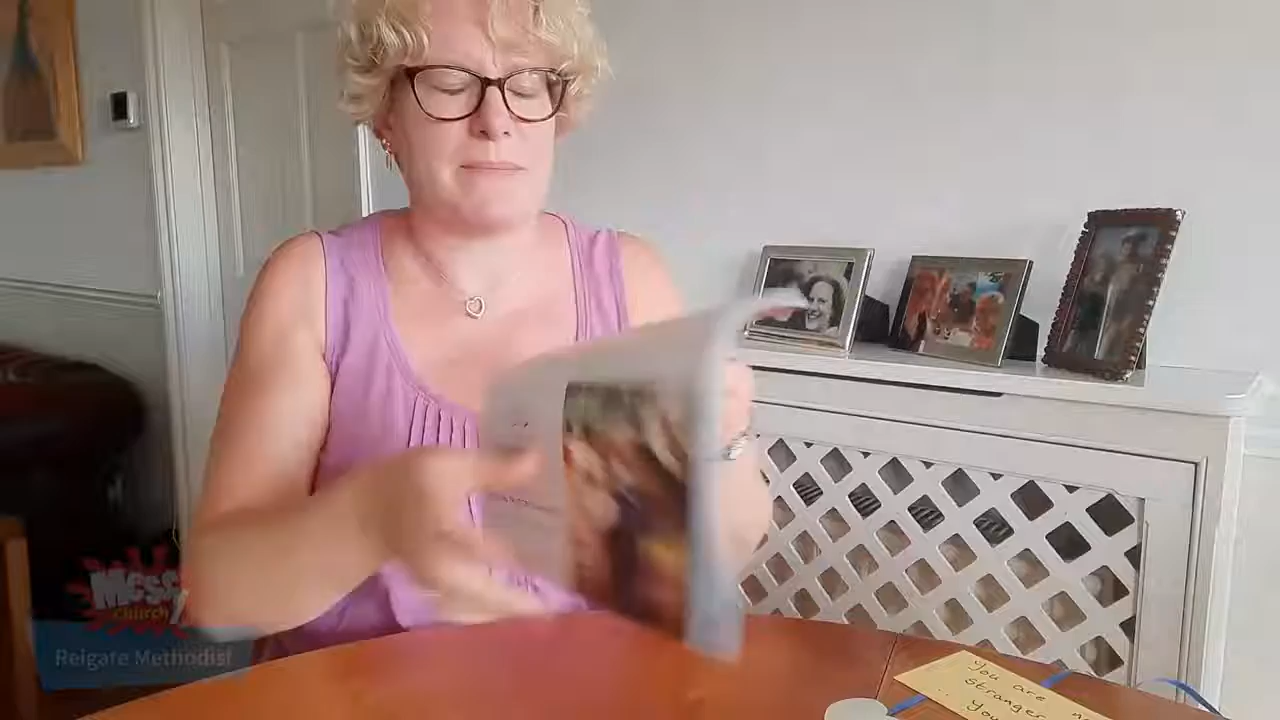 Messy
Church
Reigate Methodist
You are no
stranger
.. you